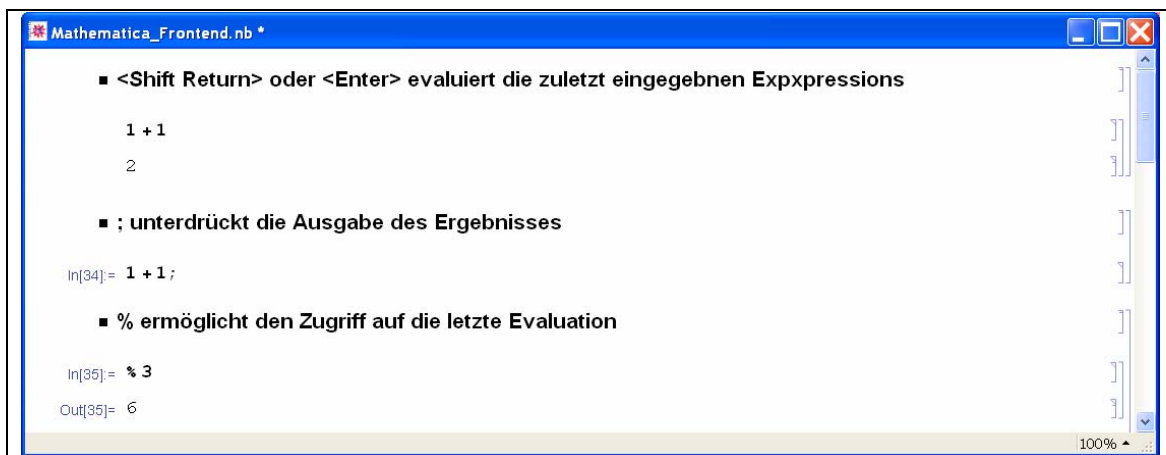 Mathematica_Frontend.nb *
▪ <Shift Return> oder <Enter> evaluiert die zuletzt eingegebnen Expxpressions
1 + 1
2
▪ ; unterdrückt die Ausgabe des Ergebnisses
In[34]:= 1 + 1;
▪ % ermöglicht den Zugriff auf die letzte Evaluation
In[35]:= % 3
Out[35]= 6
100%